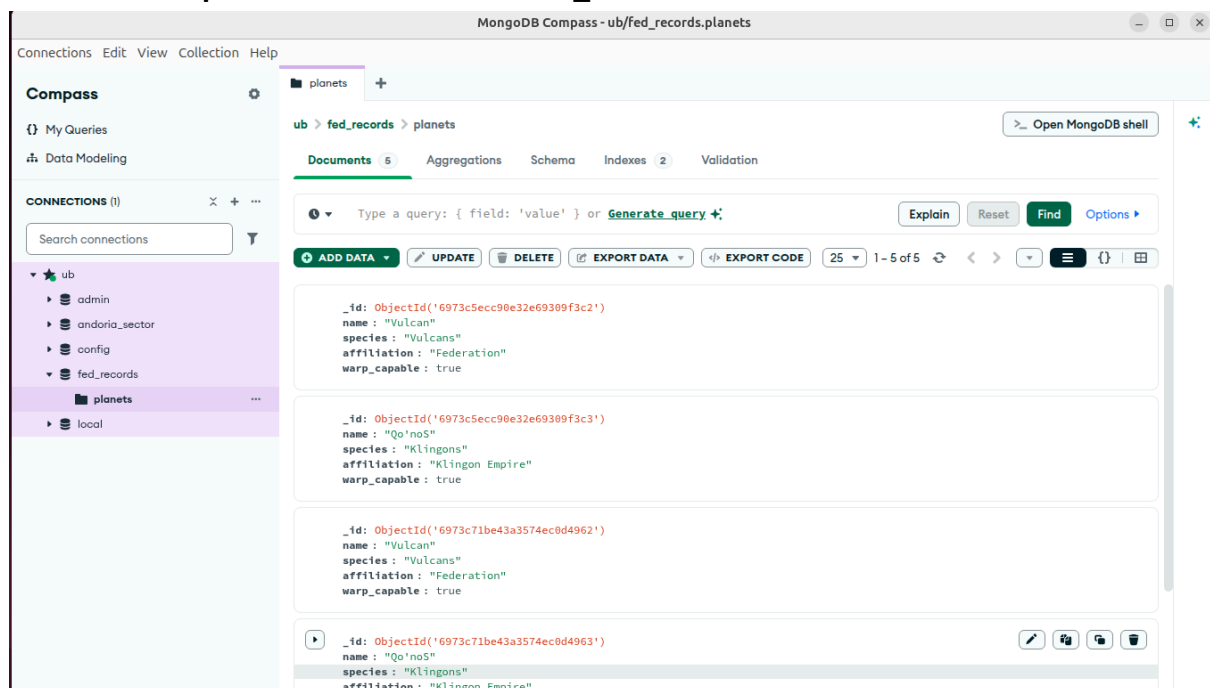 MongoDB Compass - ub/fed_records.planets
Connections Edit View Collection Help
Compass
{} My Queries
Data Modeling
CONNECTIONS (1)
Search connections
ub
admin
andoria_sector
config
fed_records
planets
local
planets
ub > fed_records > planets
>_ Open MongoDB shell
Documents 5 Aggregations Schema Indexes 2 Validation
Type a query: { field: 'value' } or Generate query
Explain Reset Find Options
ADD DATA UPDATE DELETE EXPORT DATA EXPORT CODE 25 1 – 5 of 5 {}
_id: ObjectId('6973c5ecc90e32e69309f3c2')
name : "Vulcan"
species : "Vulcans"
affiliation : "Federation"
warp_capable : true
_id: ObjectId('6973c5ecc90e32e69309f3c3')
name : "Qo'noS"
species : "Klingons"
affiliation : "Klingon Empire"
warp_capable : true
_id: ObjectId('6973c71be43a3574ec0d4962')
name : "Vulcan"
species : "Vulcans"
affiliation : "Federation"
warp_capable : true
_id: ObjectId('6973c71be43a3574ec0d4963')
name : "Qo'noS"
species : "Klingons"
affiliation : "Klingon Empire"